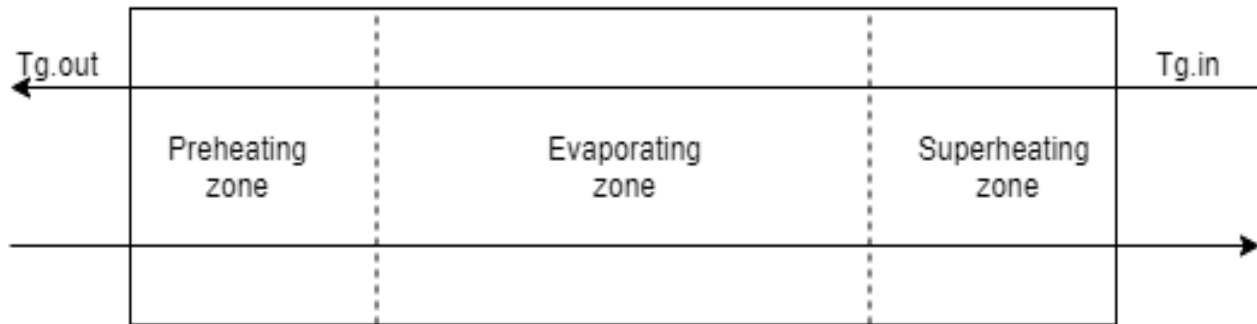 Tg.out
Tg.in
Preheating
zone
Evaporating
zone
Superheating
zone